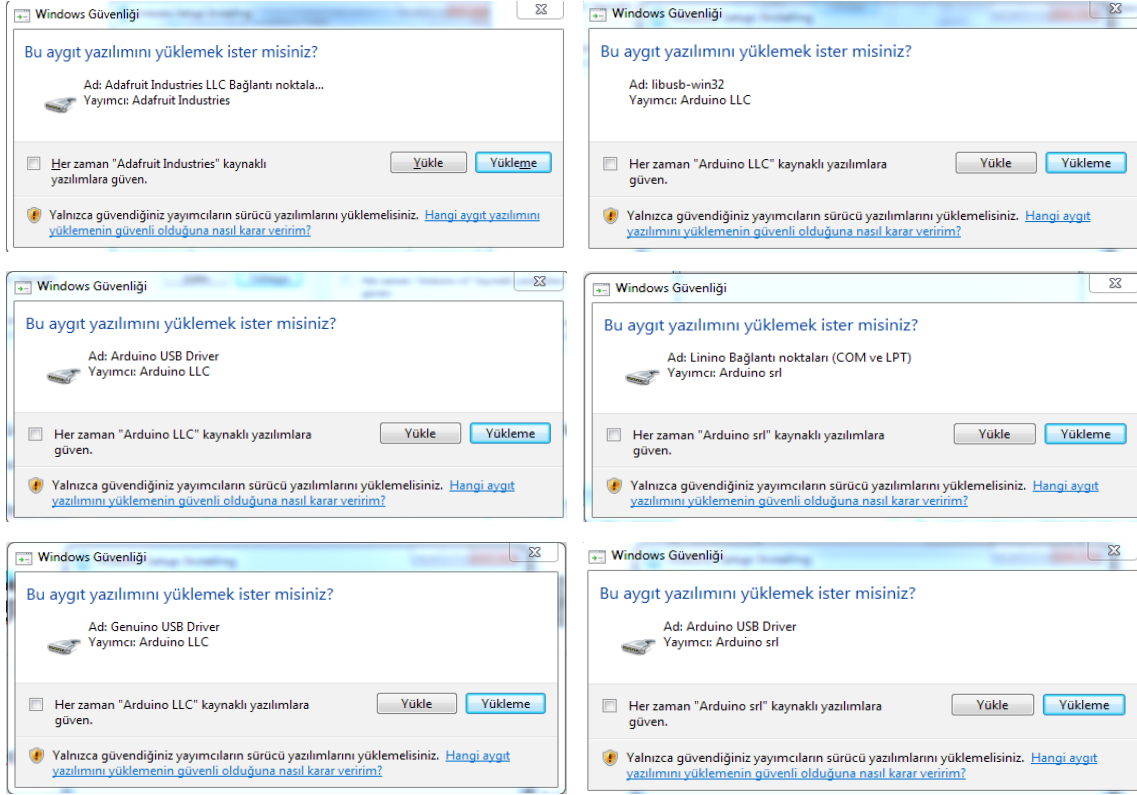 Windows Güvenliği
Bu aygıt yazılımını yüklemek ister misiniz?
Ad: Adafruit Industries LLC Bağlantı noktala...
Yayımcı: Adafruit Industries
Her zaman "Adafruit Industries" kaynaklı
yazılımlara güven.
Yükle
Yükleme
Yalnızca güvendiğiniz yayımcıların sürücü yazılımlarını yüklemelisiniz. Hangi aygıt yazılımını
yüklemenin güvenli olduğuna nasıl karar veririm?
Windows Güvenliği
Bu aygıt yazılımını yüklemek ister misiniz?
Ad: libusb-win32
Yayımcı: Arduino LLC
Her zaman "Arduino LLC" kaynaklı yazılımlara
güven.
Yükle
Yükleme
Yalnızca güvendiğiniz yayımcıların sürücü yazılımlarını yüklemelisiniz. Hangi aygıt
yazılımını yüklemenin güvenli olduğuna nasıl karar veririm?
Windows Güvenliği
Bu aygıt yazılımını yüklemek ister misiniz?
Ad: Arduino USB Driver
Yayımcı: Arduino LLC
Her zaman "Arduino LLC" kaynaklı yazılımlara
güven.
Yükle
Yükleme
Yalnızca güvendiğiniz yayımcıların sürücü yazılımlarını yüklemelisiniz. Hangi aygıt
yazılımını yüklemenin güvenli olduğuna nasıl karar veririm?
Windows Güvenliği
Bu aygıt yazılımını yüklemek ister misiniz?
Ad: Linino Bağlantı noktaları (COM ve LPT)
Yayımcı: Arduino srl
Her zaman "Arduino srl" kaynaklı yazılımlara
güven.
Yükle
Yükleme
Yalnızca güvendiğiniz yayımcıların sürücü yazılımlarını yüklemelisiniz. Hangi aygıt
yazılımını yüklemenin güvenli olduğuna nasıl karar veririm?
Windows Güvenliği
Bu aygıt yazılımını yüklemek ister misiniz?
Ad: Genuino USB Driver
Yayımcı: Arduino LLC
Her zaman "Arduino LLC" kaynaklı yazılımlara
güven.
Yükle
Yükleme
Yalnızca güvendiğiniz yayımcıların sürücü yazılımlarını yüklemelisiniz. Hangi aygıt
yazılımını yüklemenin güvenli olduğuna nasıl karar veririm?
Windows Güvenliği
Bu aygıt yazılımını yüklemek ister misiniz?
Ad: Arduino USB Driver
Yayımcı: Arduino srl
Her zaman "Arduino srl" kaynaklı yazılımlara
güven.
Yükle
Yükleme
Yalnızca güvendiğiniz yayımcıların sürücü yazılımlarını yüklemelisiniz. Hangi aygıt
yazılımını yüklemenin güvenli olduğuna nasıl karar veririm?